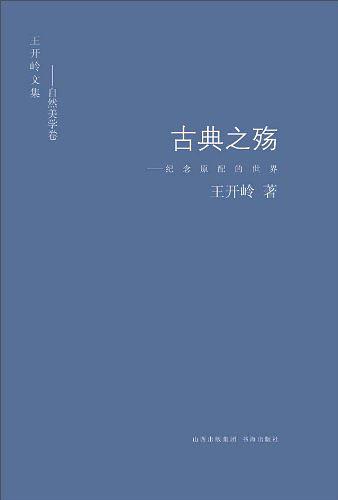 王开岭文集
——自然美学卷
古典之殇
——纪念原配的世界
王开岭 著
山西出版集团 书海出版社